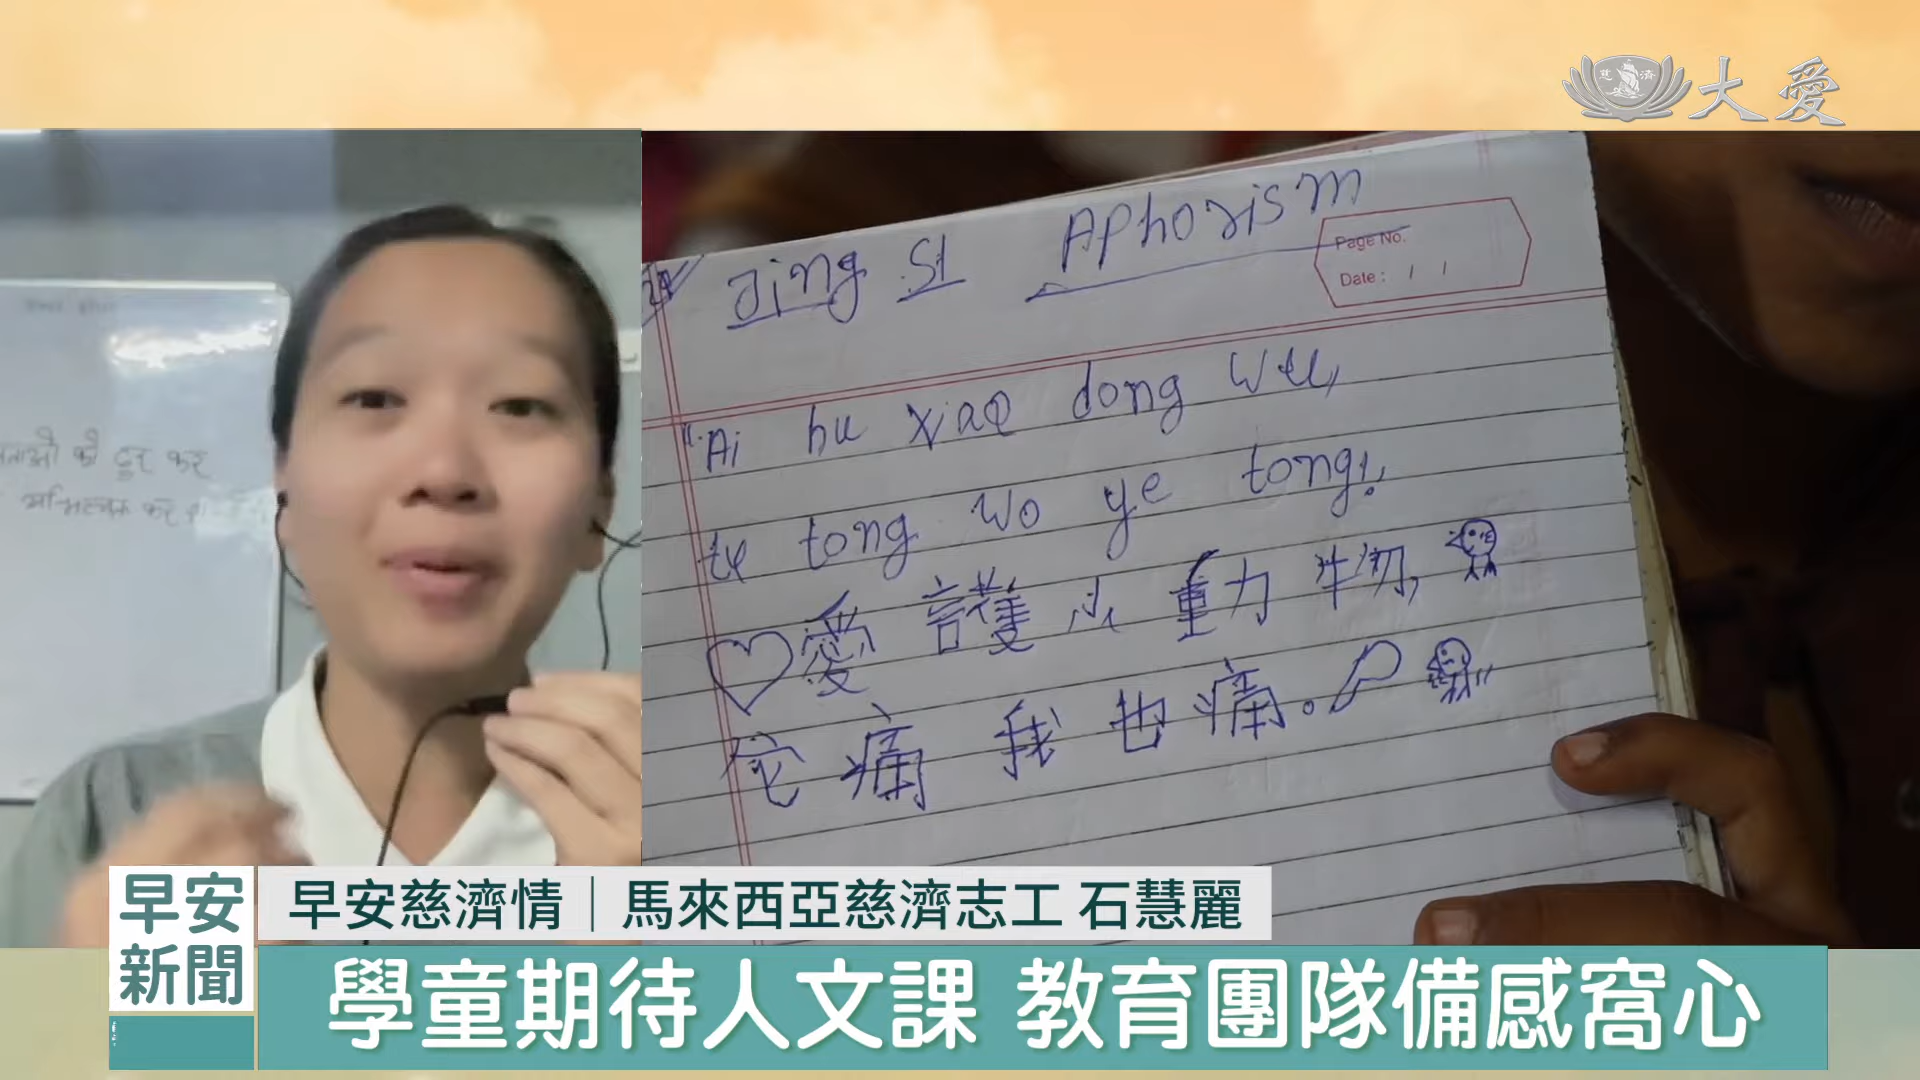 大愛
慈濟
Jing Si Aphorism
Page No.
Date : / /
"Ai hu xiao dong wu,
tong wo ye tong!.
愛 護 小 動 物,
它 痛 我 也 痛。
को दूर कर
早安
新聞
早安慈濟情｜馬來西亞慈濟志工 石慧麗
學童期待人文課 教育團隊備感窩心